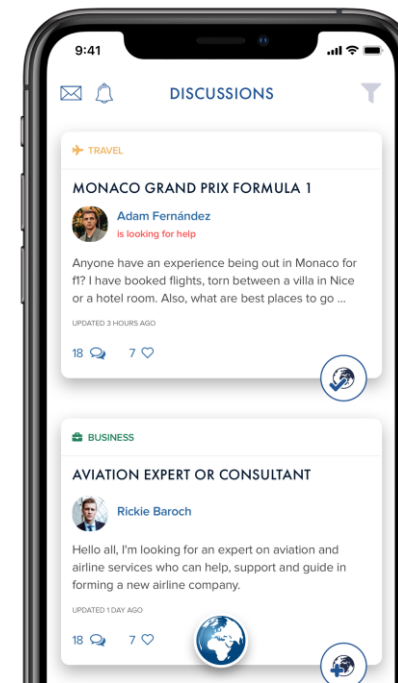 9:41
DISCUSSIONS
TRAVEL
MONACO GRAND PRIX FORMULA 1
Adam Fernández
is looking for help
Anyone have an experience being out in Monaco for
f1? I have booked flights, torn between a villa in Nice
or a hotel room. Also, what are best places to go ...
UPDATED 3 HOURS AGO
18 7
BUSINESS
AVIATION EXPERT OR CONSULTANT
Rickie Baroch
Hello all, I'm looking for an expert on aviation and
airline services who can help, support and guide in
forming a new airline company.
UPDATED 1 DAY AGO
18 7